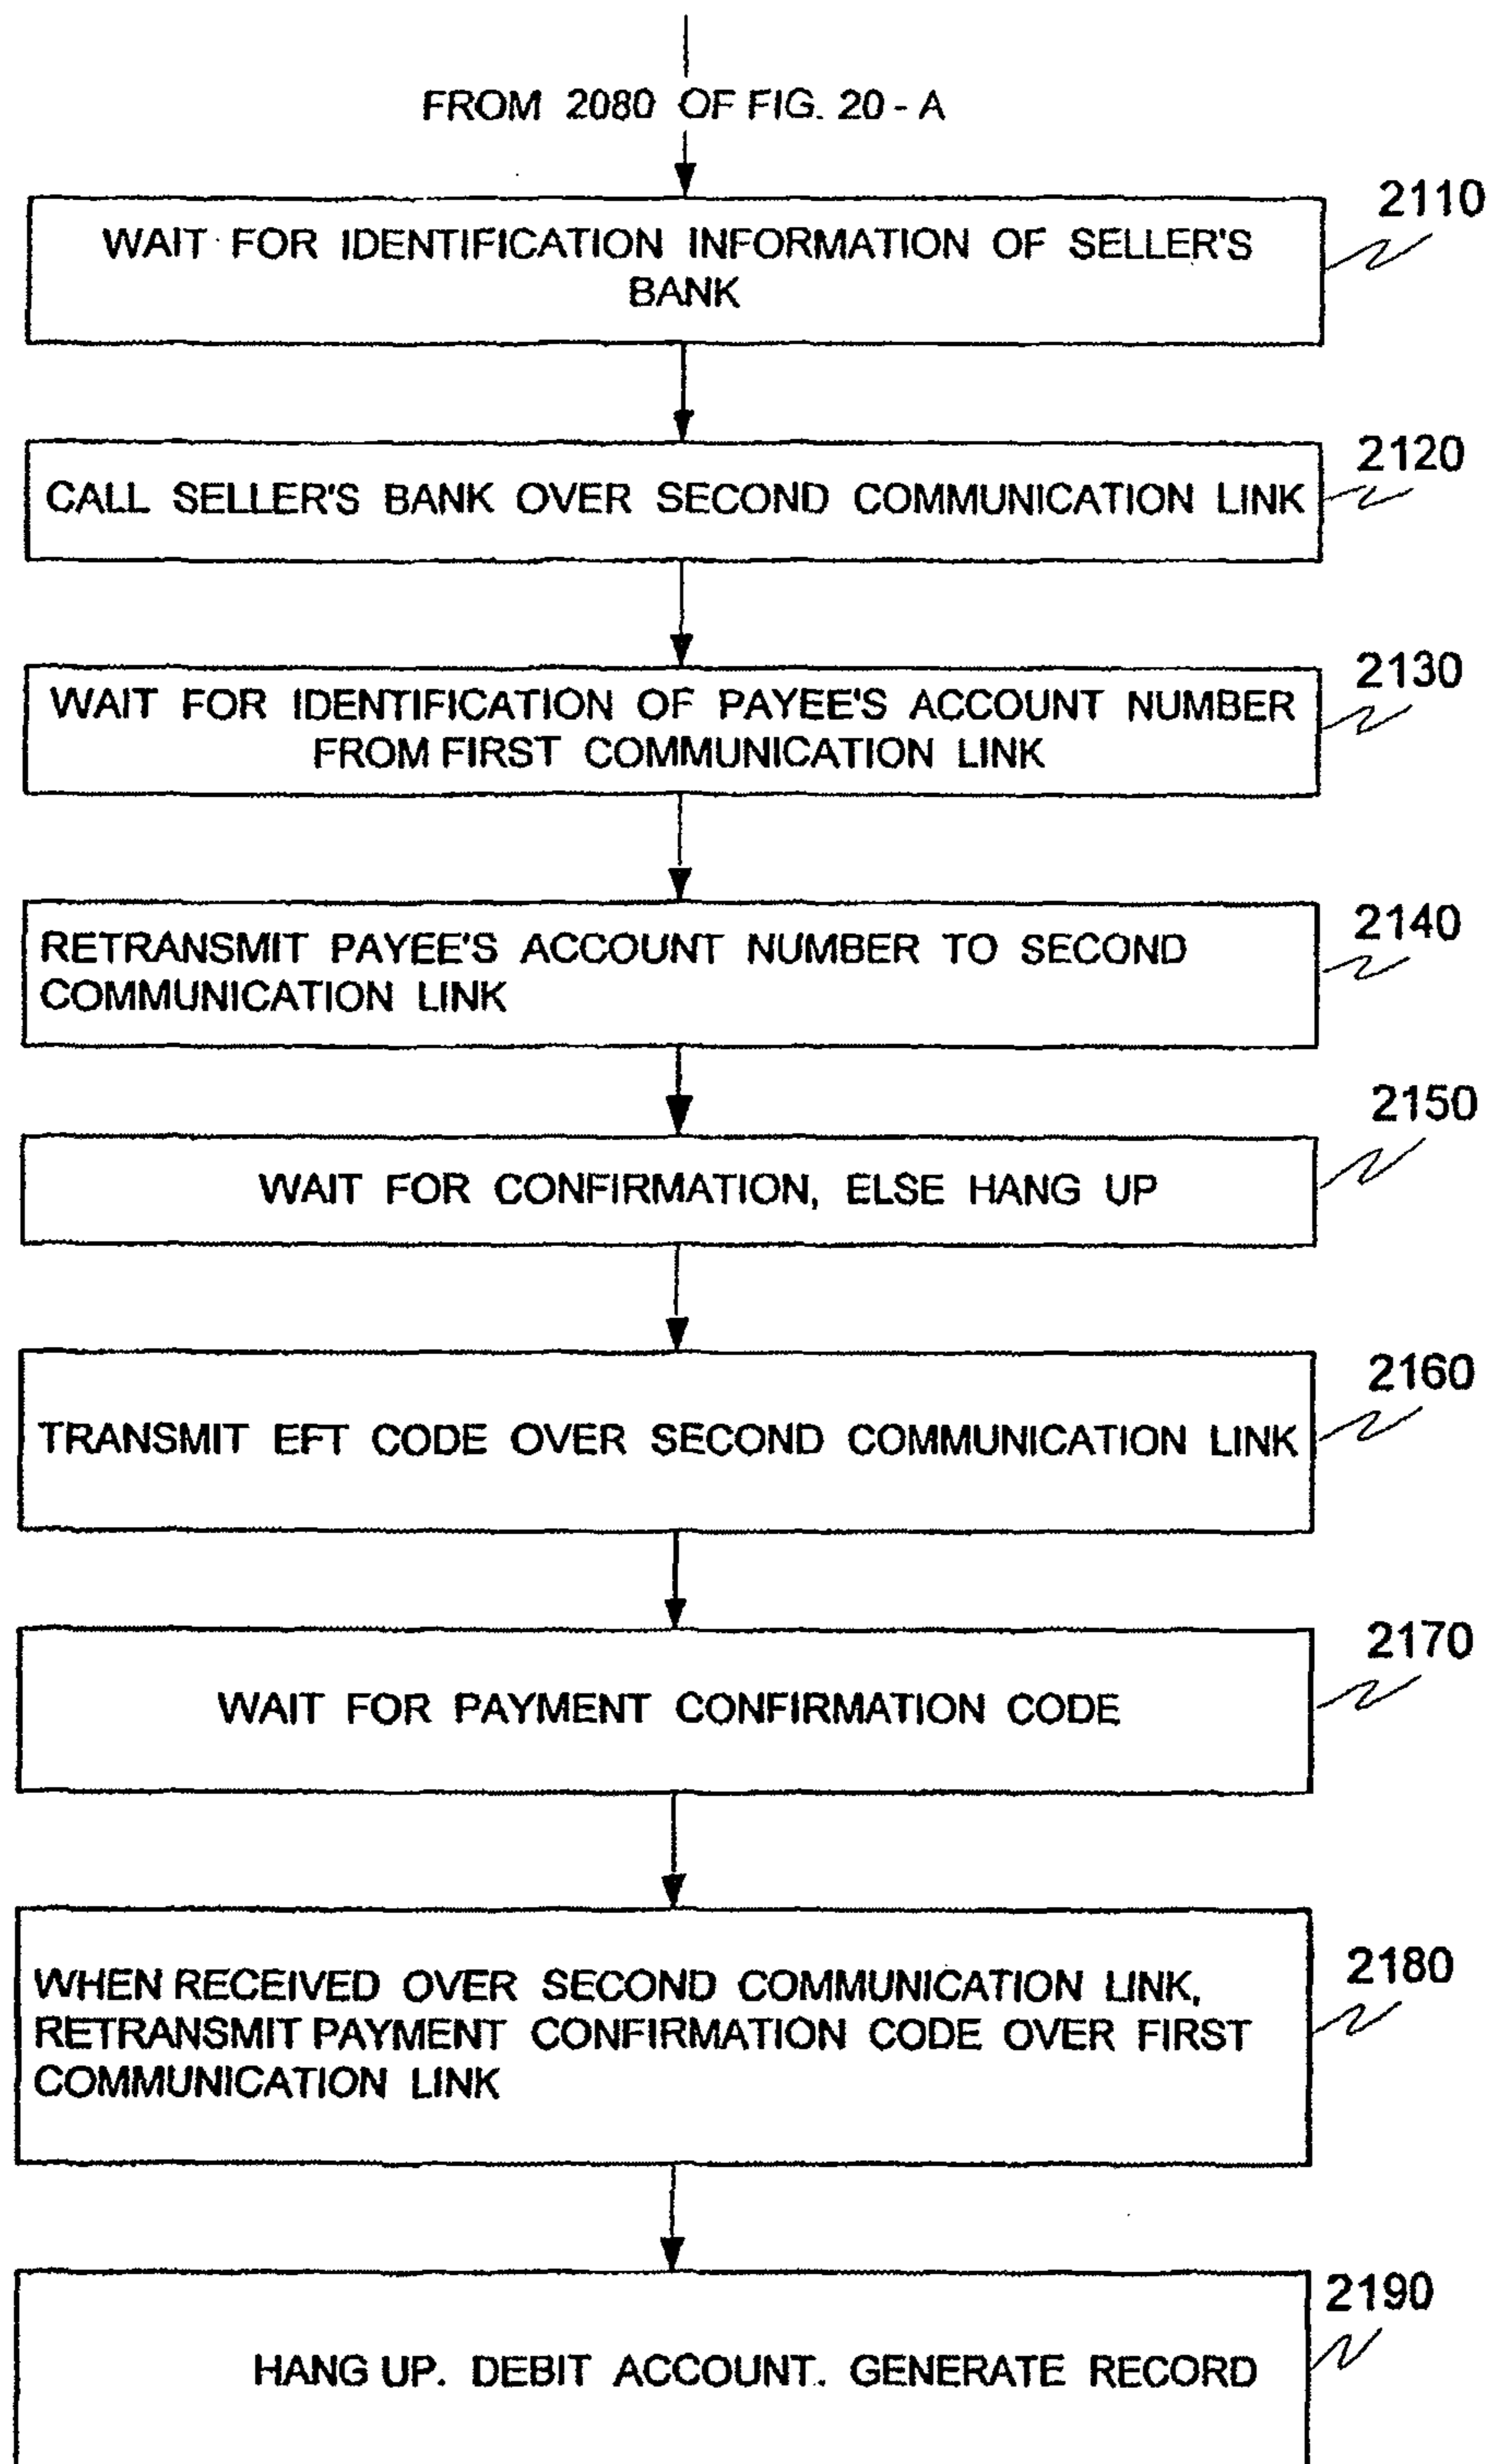 FROM 2080 OF FIG. 20 - A
2110
WAIT FOR IDENTIFICATION INFORMATION OF SELLER'S
BANK
2120
CALL SELLER'S BANK OVER SECOND COMMUNICATION LINK
2130
WAIT FOR IDENTIFICATION OF PAYEE'S ACCOUNT NUMBER
FROM FIRST COMMUNICATION LINK
2140
RETRANSMIT PAYEE'S ACCOUNT NUMBER TO SECOND
COMMUNICATION LINK
2150
WAIT FOR CONFIRMATION, ELSE HANG UP
2160
TRANSMIT EFT CODE OVER SECOND COMMUNICATION LINK
2170
WAIT FOR PAYMENT CONFIRMATION CODE
2180
WHEN RECEIVED OVER SECOND COMMUNICATION LINK,
RETRANSMIT PAYMENT CONFIRMATION CODE OVER FIRST
COMMUNICATION LINK
2190
HANG UP. DEBIT ACCOUNT. GENERATE RECORD